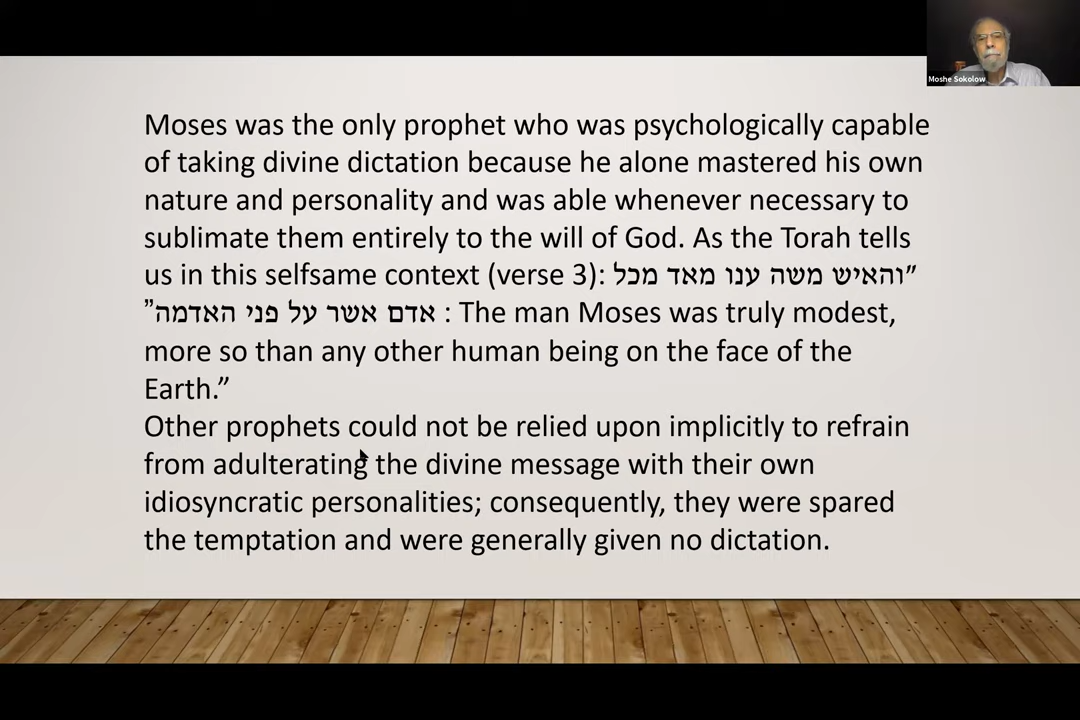 Moshe Sokolow
Moses was the only prophet who was psychologically capable
of taking divine dictation because he alone mastered his own
nature and personality and was able whenever necessary to
sublimate them entirely to the will of God. As the Torah tells
us in this selfsame context (verse 3): ״והאיש משה ענו מאד מכל
אדם אשר על פני האדמה” : The man Moses was truly modest,
more so than any other human being on the face of the
Earth.”
Other prophets could not be relied upon implicitly to refrain
from adulterating the divine message with their own
idiosyncratic personalities; consequently, they were spared
the temptation and were generally given no dictation.